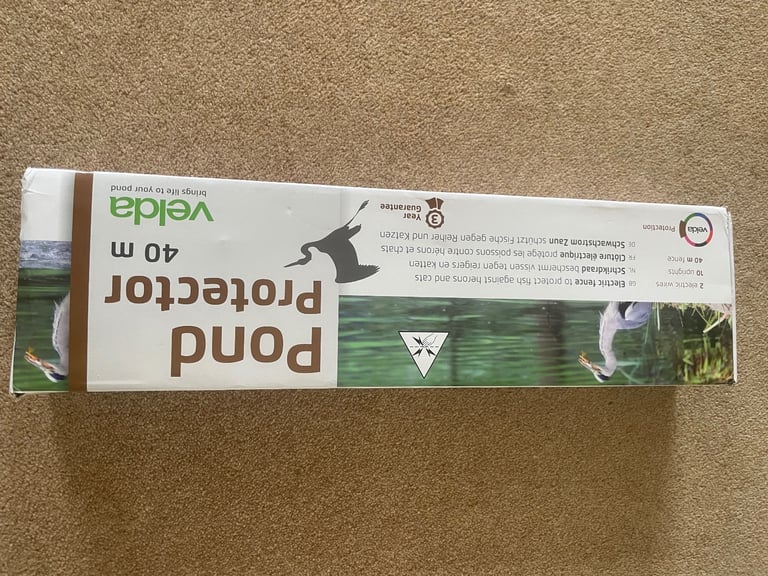 Pond
Protector
40 m
velda
brings life to your pond
GB Electric fence to protect fish against herons and cats
NL Schrikdraad beschermt vissen tegen reigers en katten
FR Clôture électrique protège des poissons contre hérons et chats
DE Schwachstrom Zaun schützt Fische gegen Reiher und Katzen
3 Year
Guarantee
2 electric wires
10 uprights
40 m fence
velda
Protection